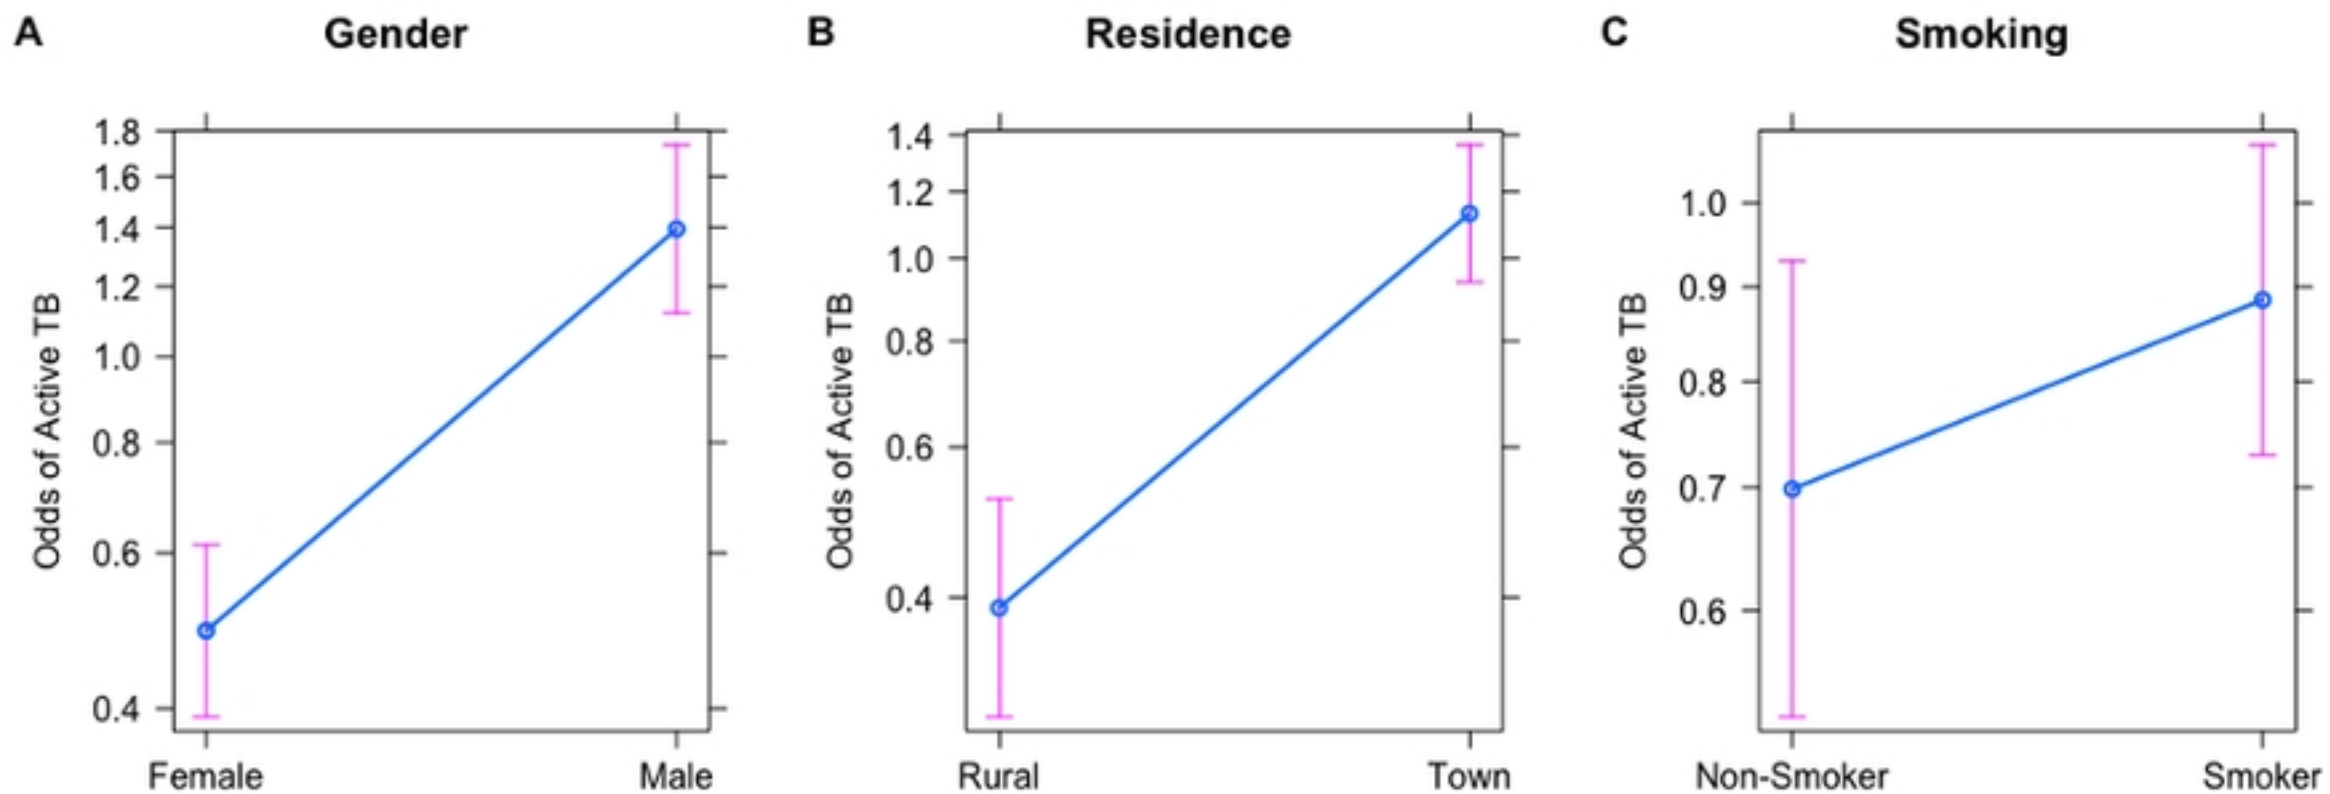 A
Gender
Odds of Active TB
1.8
1.6
1.4
1.2
1.0
0.8
0.6
0.4
Female
Male
B
Residence
Odds of Active TB
1.4
1.2
1.0
0.8
0.6
0.4
Rural
Town
C
Smoking
Odds of Active TB
1.0
0.9
0.8
0.7
0.6
Non-Smoker
Smoker